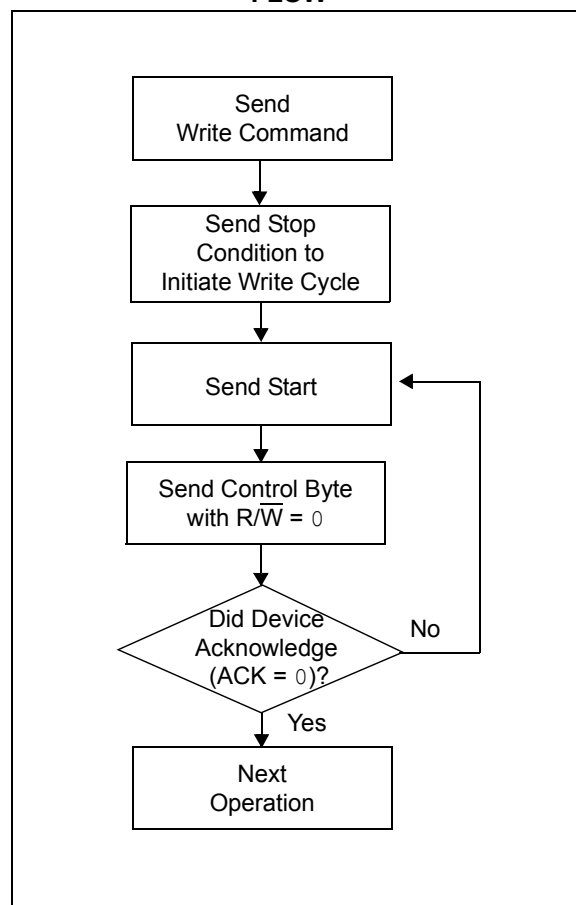 Send
Write Command
Send Stop
Condition to
Initiate Write Cycle
Send Start
Send Control Byte
with R/W̅ = 0
Did Device
Acknowledge
(ACK = 0)?
No
Yes
Next
Operation